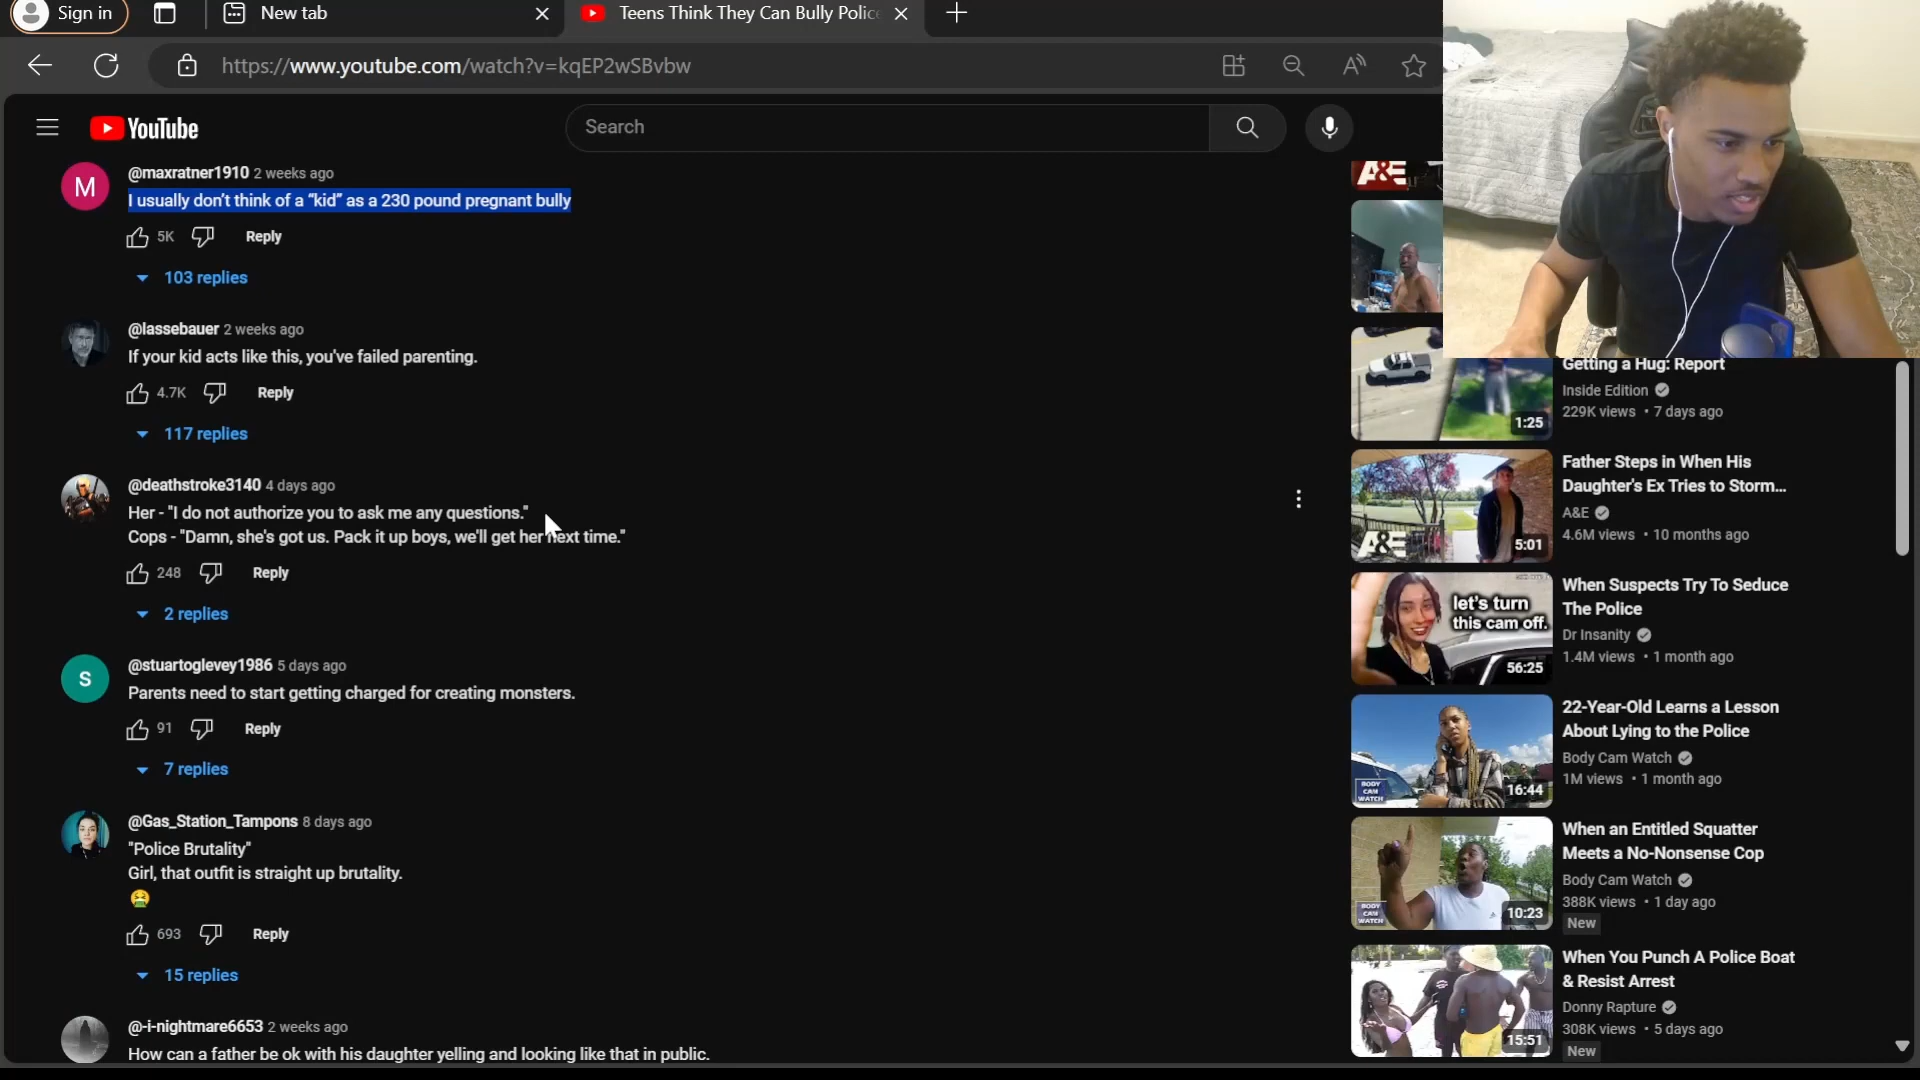 Sign in
New tab
Teens Think They Can Bully Polic
https://www.youtube.com/watch?v=kqEP2wSBvbw
YouTube
Search
M
@maxratner1910 2 weeks ago
I usually don't think of a “kid” as a 230 pound pregnant bully
5K
Reply
103 replies
@lassebauer 2 weeks ago
If your kid acts like this, you've failed parenting.
4.7K
Reply
117 replies
@deathstroke3140 4 days ago
Her - "I do not authorize you to ask me any questions."
Cops - "Damn, she's got us. Pack it up boys, we'll get her next time."
248
Reply
2 replies
S
@stuartoglevey1986 5 days ago
Parents need to start getting charged for creating monsters.
91
Reply
7 replies
@Gas_Station_Tampons 8 days ago
"Police Brutality"
Girl, that outfit is straight up brutality.
693
Reply
15 replies
@-i-nightmare6653 2 weeks ago
How can a father be ok with his daughter yelling and looking like that in public.
A&E
1:25
Getting a Hug: Report
Inside Edition
229K views • 7 days ago
A&E
5:01
Father Steps in When His
Daughter's Ex Tries to Storm...
A&E
4.6M views • 10 months ago
let's turn
this cam off.
56:25
When Suspects Try To Seduce
The Police
Dr Insanity
1.4M views • 1 month ago
BODY
CAM
WATCH
16:44
22-Year-Old Learns a Lesson
About Lying to the Police
Body Cam Watch
1M views • 1 month ago
BODY
CAM
WATCH
10:23
When an Entitled Squatter
Meets a No-Nonsense Cop
Body Cam Watch
388K views • 1 day ago
New
15:51
When You Punch A Police Boat
& Resist Arrest
Donny Rapture
308K views • 5 days ago
New